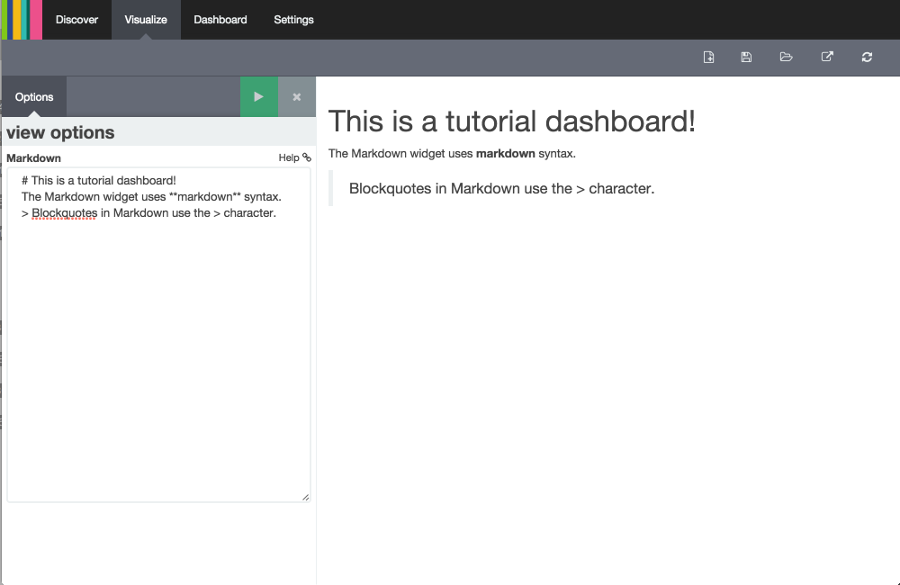 Discover Visualize Dashboard Settings
Options
view options
Markdown Help
# This is a tutorial dashboard!
The Markdown widget uses **markdown** syntax.
> Blockquotes in Markdown use the > character.
This is a tutorial dashboard!
The Markdown widget uses markdown syntax.
Blockquotes in Markdown use the > character.